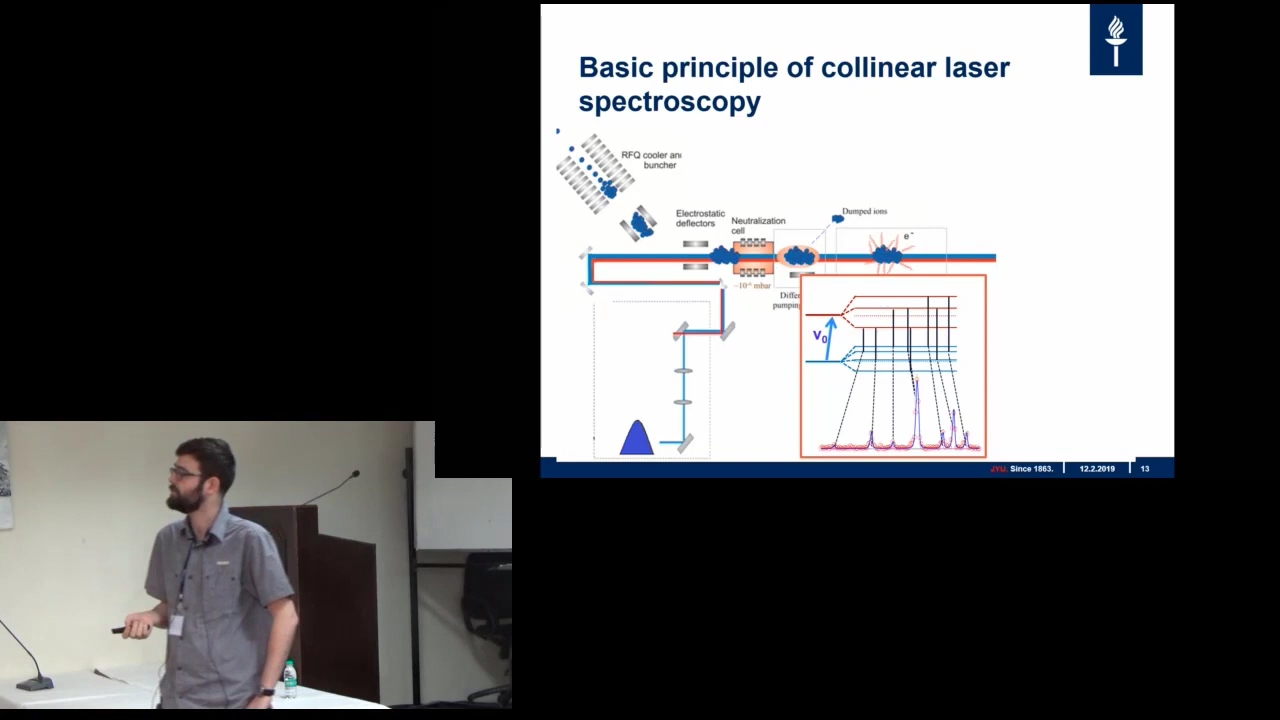 Basic principle of collinear laser
spectroscopy
RFQ cooler and
buncher
Electrostatic
deflectors
Neutralization
cell
Dumped ions
e⁻
~10⁻⁶ mbar
pumping
ν₀
JYU. Since 1863.
12.2.2019
13